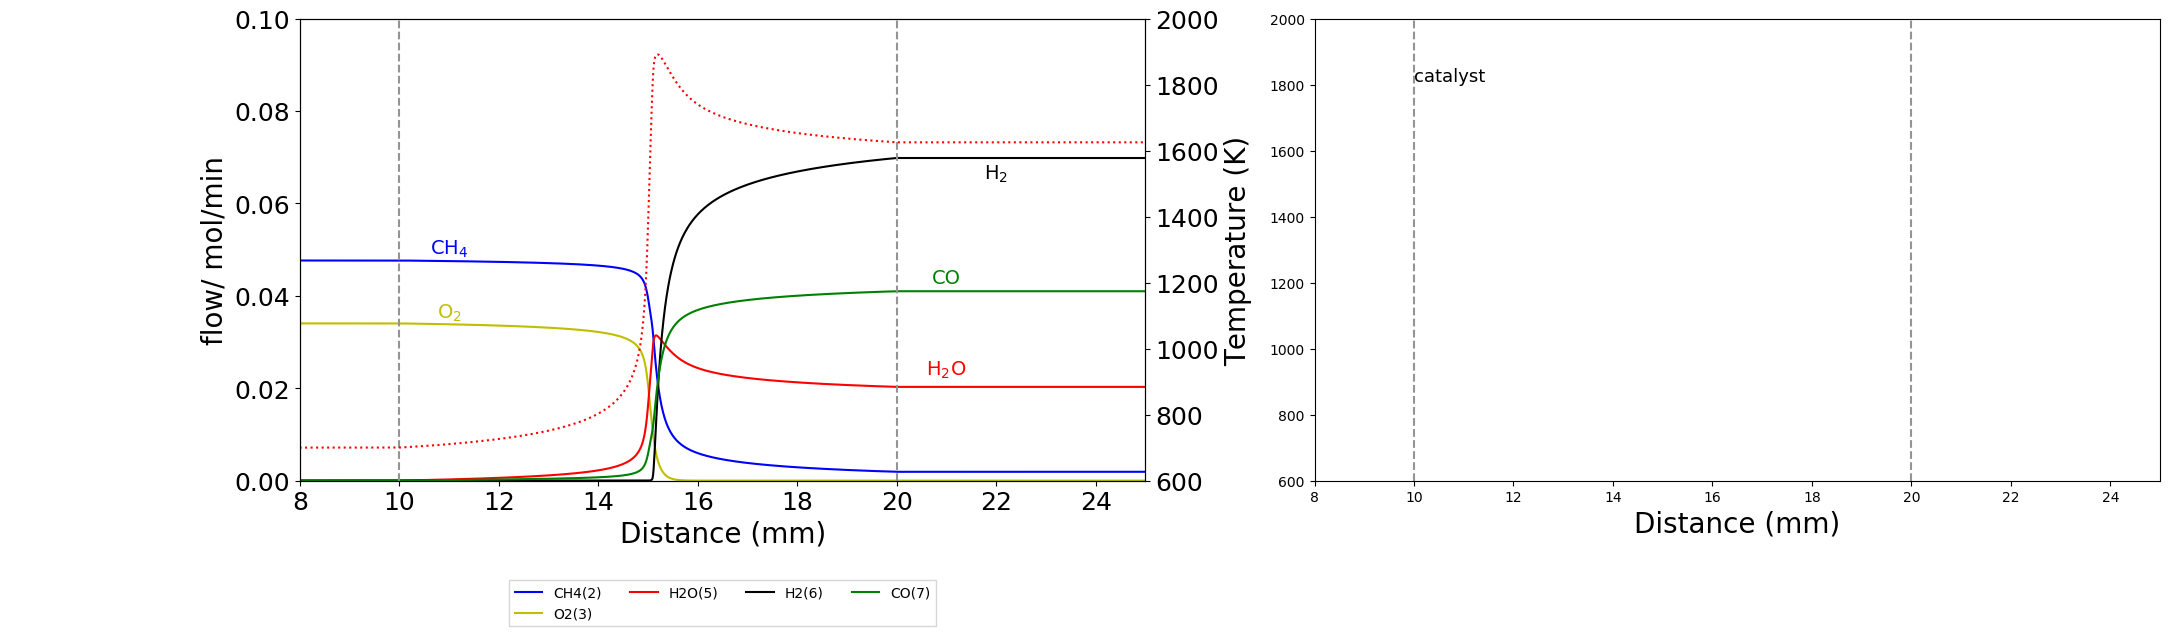 0.10
0.08
0.06
0.04
0.02
0.00
flow/ mol/min
8 10 12 14 16 18 20 22 24
Distance (mm)
CH4
O2
H2
CO
H2O
2000
1800
1600
1400
1200
1000
800
600
Temperature (K)
CH4(2) H2O(5) H2(6) CO(7)
O2(3)
2000
1800
1600
1400
1200
1000
800
600
catalyst
8 10 12 14 16 18 20 22 24
Distance (mm)